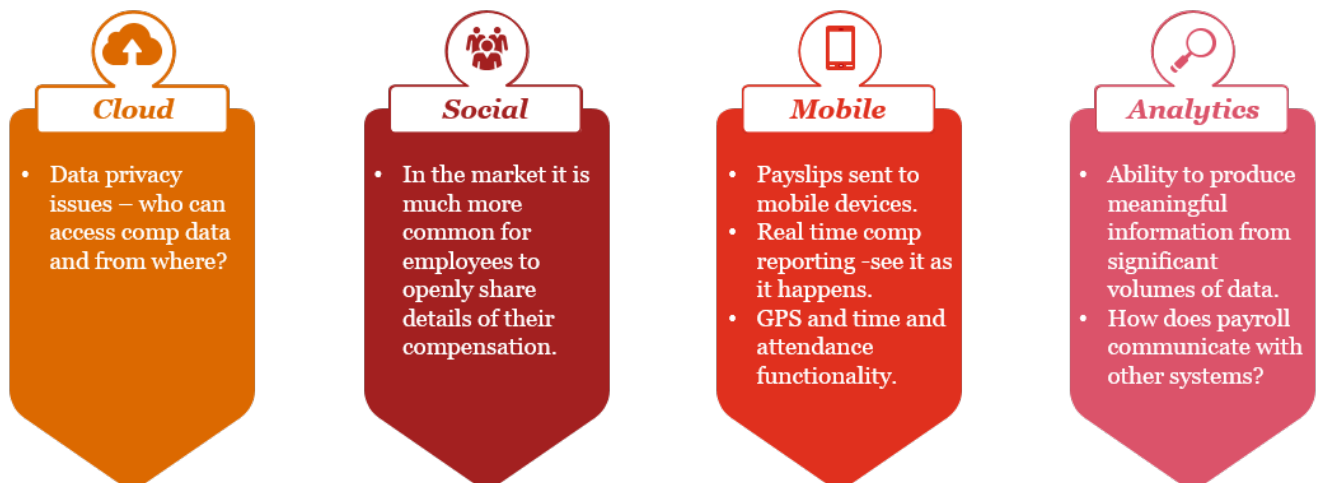 Cloud
• Data privacy
issues – who can
access comp data
and from where?
Social
• In the market it is
much more
common for
employees to
openly share
details of their
compensation.
Mobile
• Payslips sent to
mobile devices.
• Real time comp
reporting -see it as
it happens.
• GPS and time and
attendance
functionality.
Analytics
• Ability to produce
meaningful
information from
significant
volumes of data.
• How does payroll
communicate with
other systems?